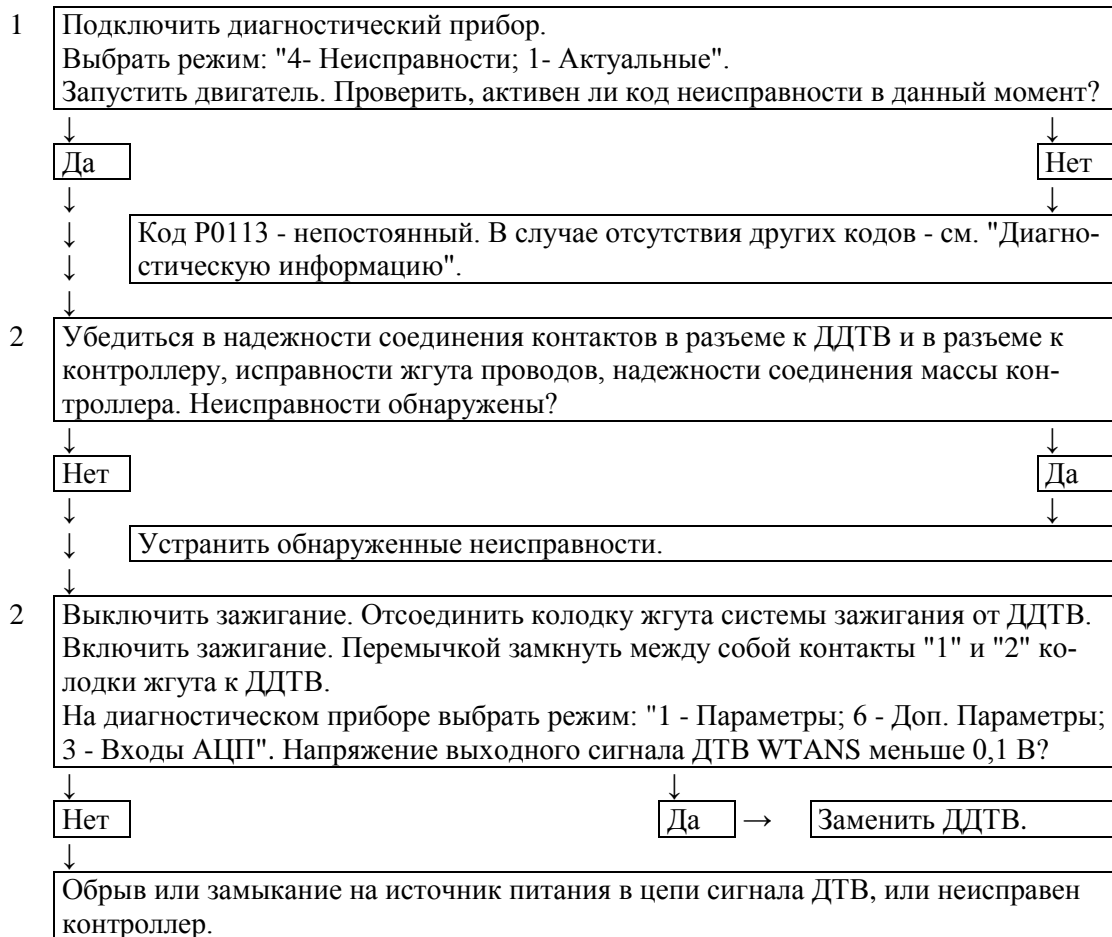 1 Подключить диагностический прибор.
Выбрать режим: "4- Неисправности; 1- Актуальные".
Запустить двигатель. Проверить, активен ли код неисправности в данный момент?
↓ ↓
Да Нет
↓ ↓
↓ Код Р0113 - непостоянный. В случае отсутствия других кодов - см. "Диагно-
↓ стическую информацию".
↓
2 Убедиться в надежности соединения контактов в разъеме к ДДТВ и в разъеме к
контроллеру, исправности жгута проводов, надежности соединения массы кон-
троллера. Неисправности обнаружены?
↓ ↓
Нет Да
↓ ↓
↓ Устранить обнаруженные неисправности.
↓
2 Выключить зажигание. Отсоединить колодку жгута системы зажигания от ДДТВ.
Включить зажигание. Перемычкой замкнуть между собой контакты "1" и "2" ко-
лодки жгута к ДДТВ.
На диагностическом приборе выбрать режим: "1 - Параметры; 6 - Доп. Параметры;
3 - Входы АЦП". Напряжение выходного сигнала ДТВ WTANS меньше 0,1 В?
↓ ↓
Нет Да → Заменить ДДТВ.
↓
Обрыв или замыкание на источник питания в цепи сигнала ДТВ, или неисправен
контроллер.